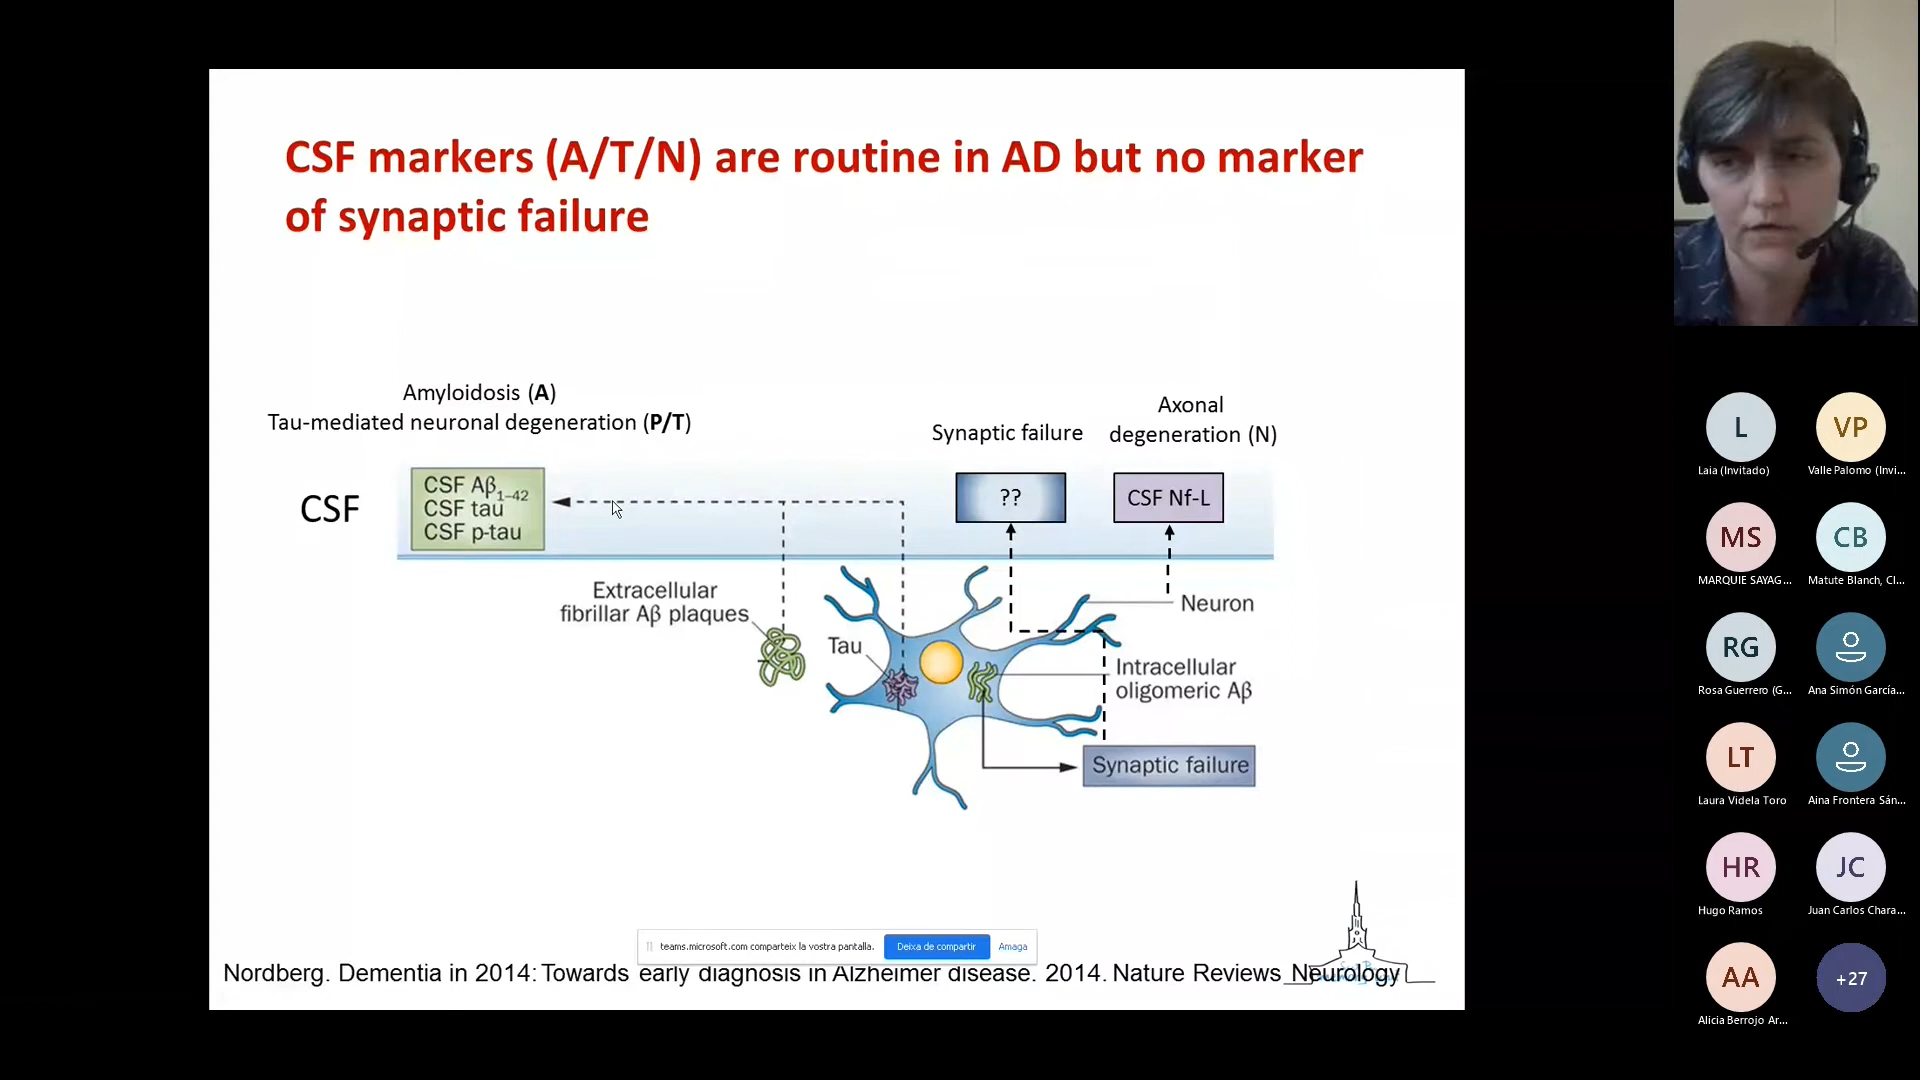 CSF markers (A/T/N) are routine in AD but no marker
of synaptic failure
Amyloidosis (A)
Tau-mediated neuronal degeneration (P/T)
Synaptic failure
Axonal
degeneration (N)
CSF
CSF Aβ1–42
CSF tau
CSF p-tau
??
CSF Nf-L
Extracellular
fibrillar Aβ plaques
Tau
Neuron
Intracellular
oligomeric Aβ
Synaptic failure
teams.microsoft.com comparteix la vostra pantalla.
Deixa de compartir
Amaga
Nordberg. Dementia in 2014: Towards early diagnosis in Alzheimer disease. 2014. Nature Reviews Neurology
L
Laia (Invitado)
VP
Valle Palomo (Invi...
MS
MARQUIE SAYAG...
CB
Matute Blanch, Cl...
RG
Rosa Guerrero (G...
Ana Simón García...
LT
Laura Videla Toro
Aina Frontera Sán...
HR
Hugo Ramos
JC
Juan Carlos Chara...
AA
Alicia Berrojo Ar...
+27